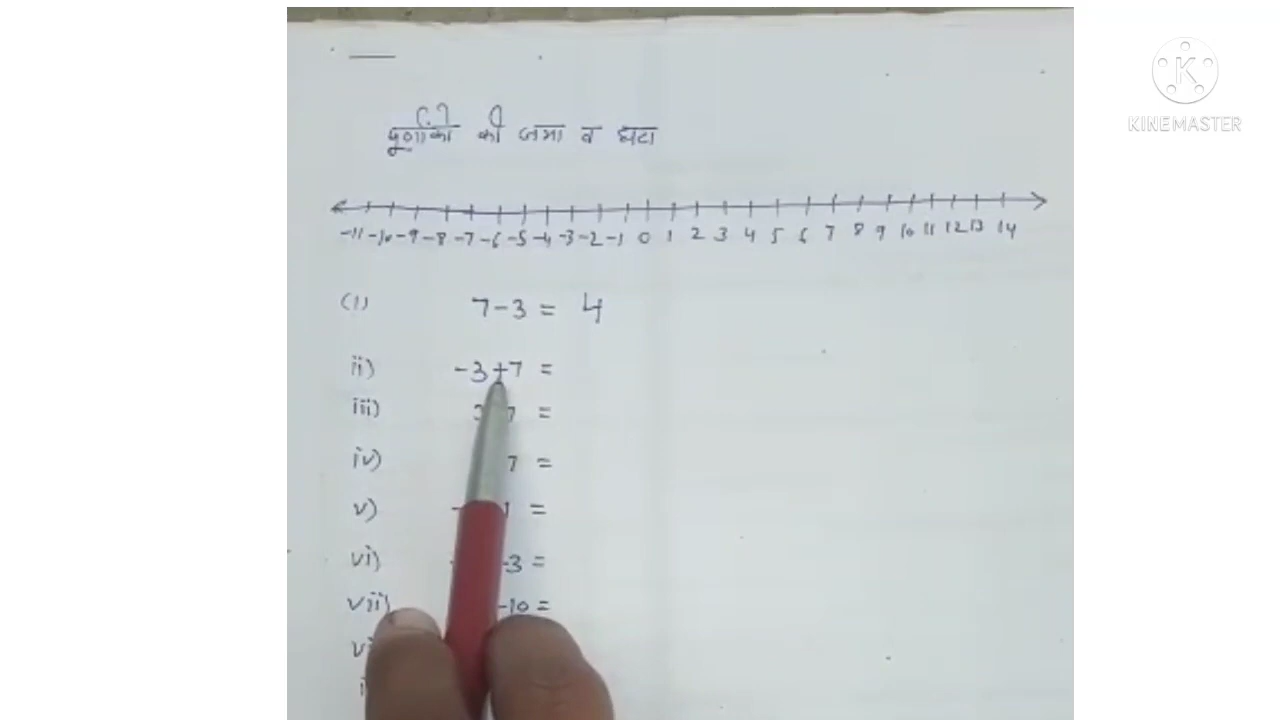 पूर्णांकों की जमा व घटा
-11 -10 -9 -8 -7 -6 -5 -4 -3 -2 -1 0 1 2 3 4 5 6 7 8 9 10 11 12 13 14
(i) 7-3 = 4
ii) -3+7 =
iii) 7 =
iv) 7 =
v) - 1 =
vi) -3 =
vii) -10 =
K
KINEMASTER